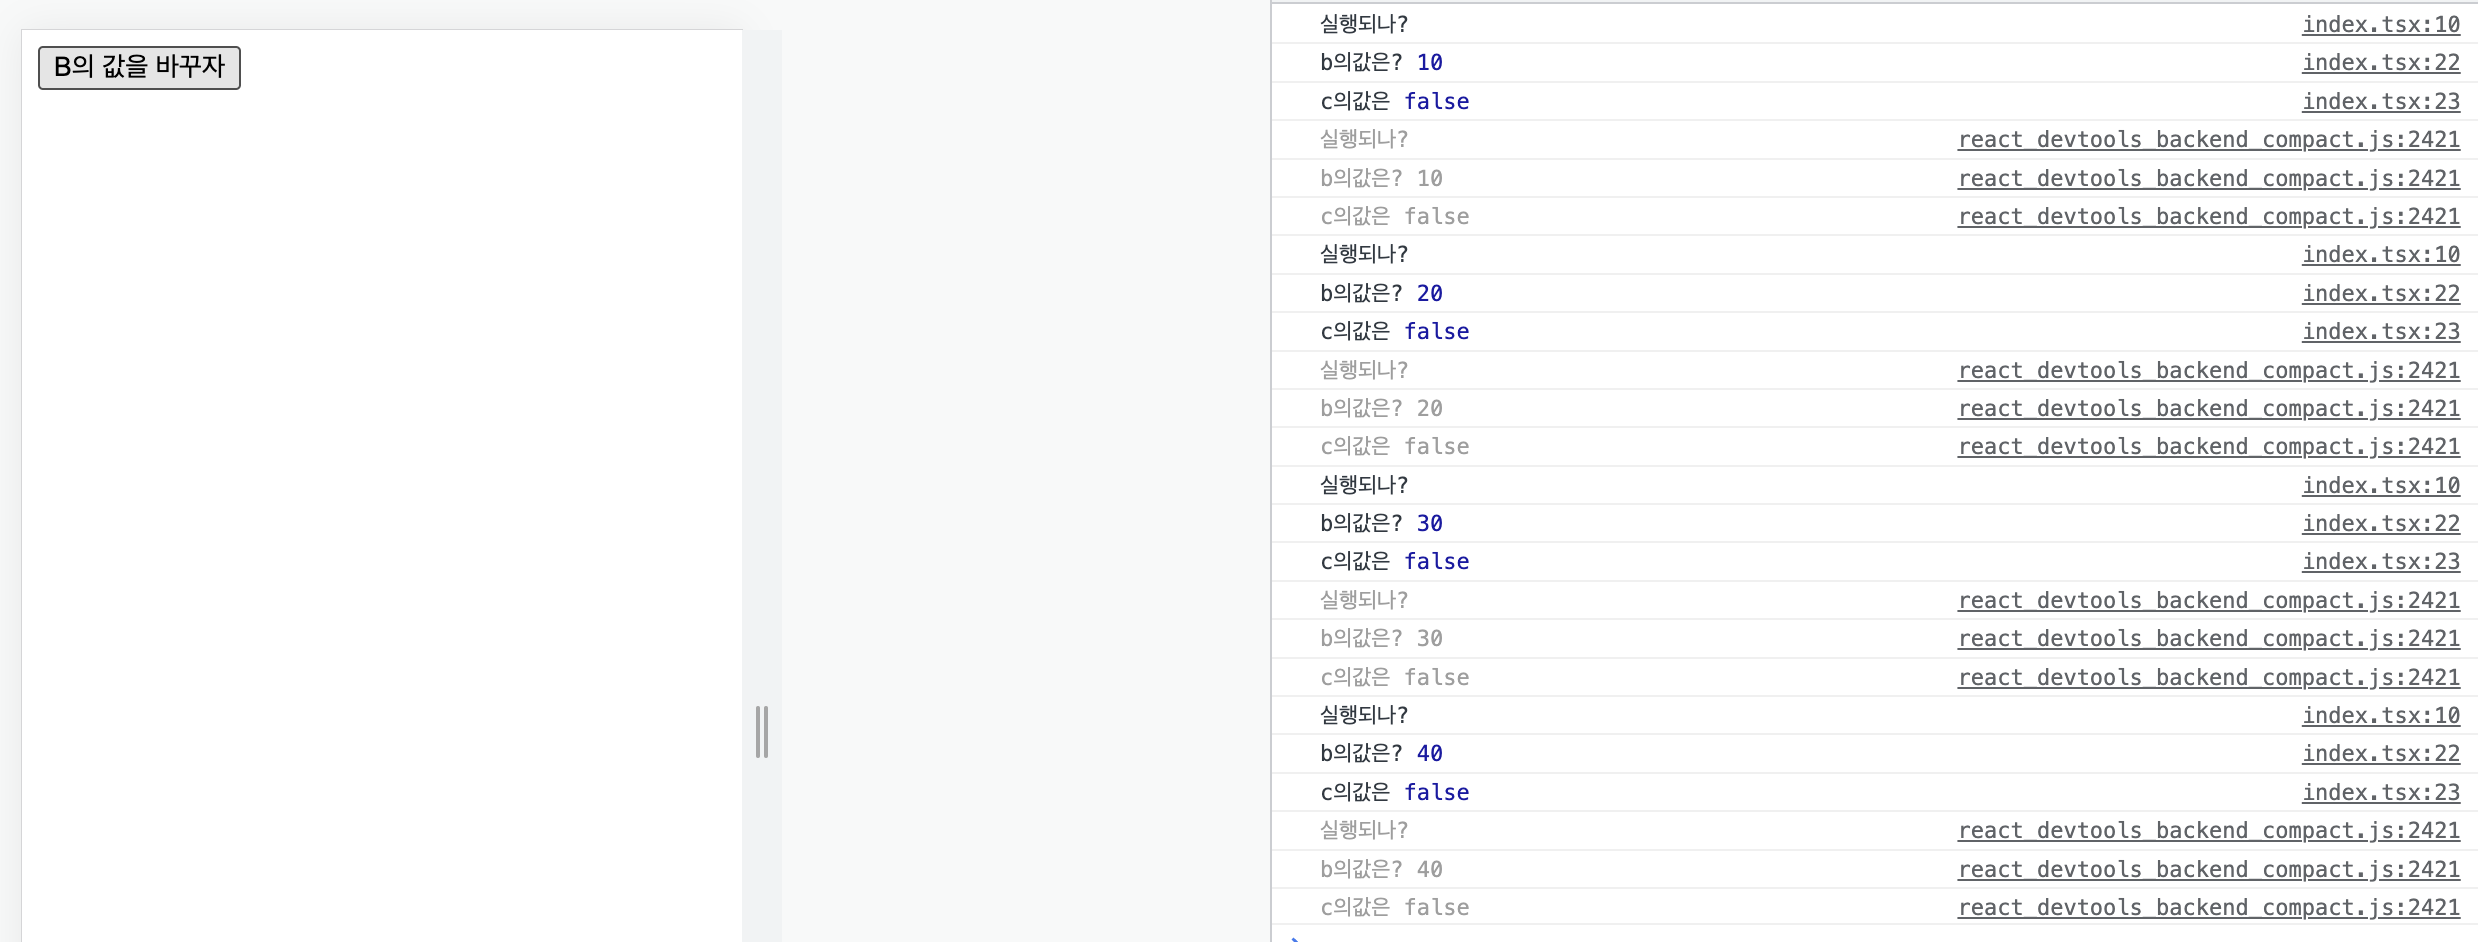 B의 값을 바꾸자
실행되나? index.tsx:10
b의값은? 10 index.tsx:22
c의값은 false index.tsx:23
실행되나? react_devtools_backend_compact.js:2421
b의값은? 10 react_devtools_backend_compact.js:2421
c의값은 false react_devtools_backend_compact.js:2421
실행되나? index.tsx:10
b의값은? 20 index.tsx:22
c의값은 false index.tsx:23
실행되나? react_devtools_backend_compact.js:2421
b의값은? 20 react_devtools_backend_compact.js:2421
c의값은 false react_devtools_backend_compact.js:2421
실행되나? index.tsx:10
b의값은? 30 index.tsx:22
c의값은 false index.tsx:23
실행되나? react_devtools_backend_compact.js:2421
b의값은? 30 react_devtools_backend_compact.js:2421
c의값은 false react_devtools_backend_compact.js:2421
실행되나? index.tsx:10
b의값은? 40 index.tsx:22
c의값은 false index.tsx:23
실행되나? react_devtools_backend_compact.js:2421
b의값은? 40 react_devtools_backend_compact.js:2421
c의값은 false react_devtools_backend_compact.js:2421